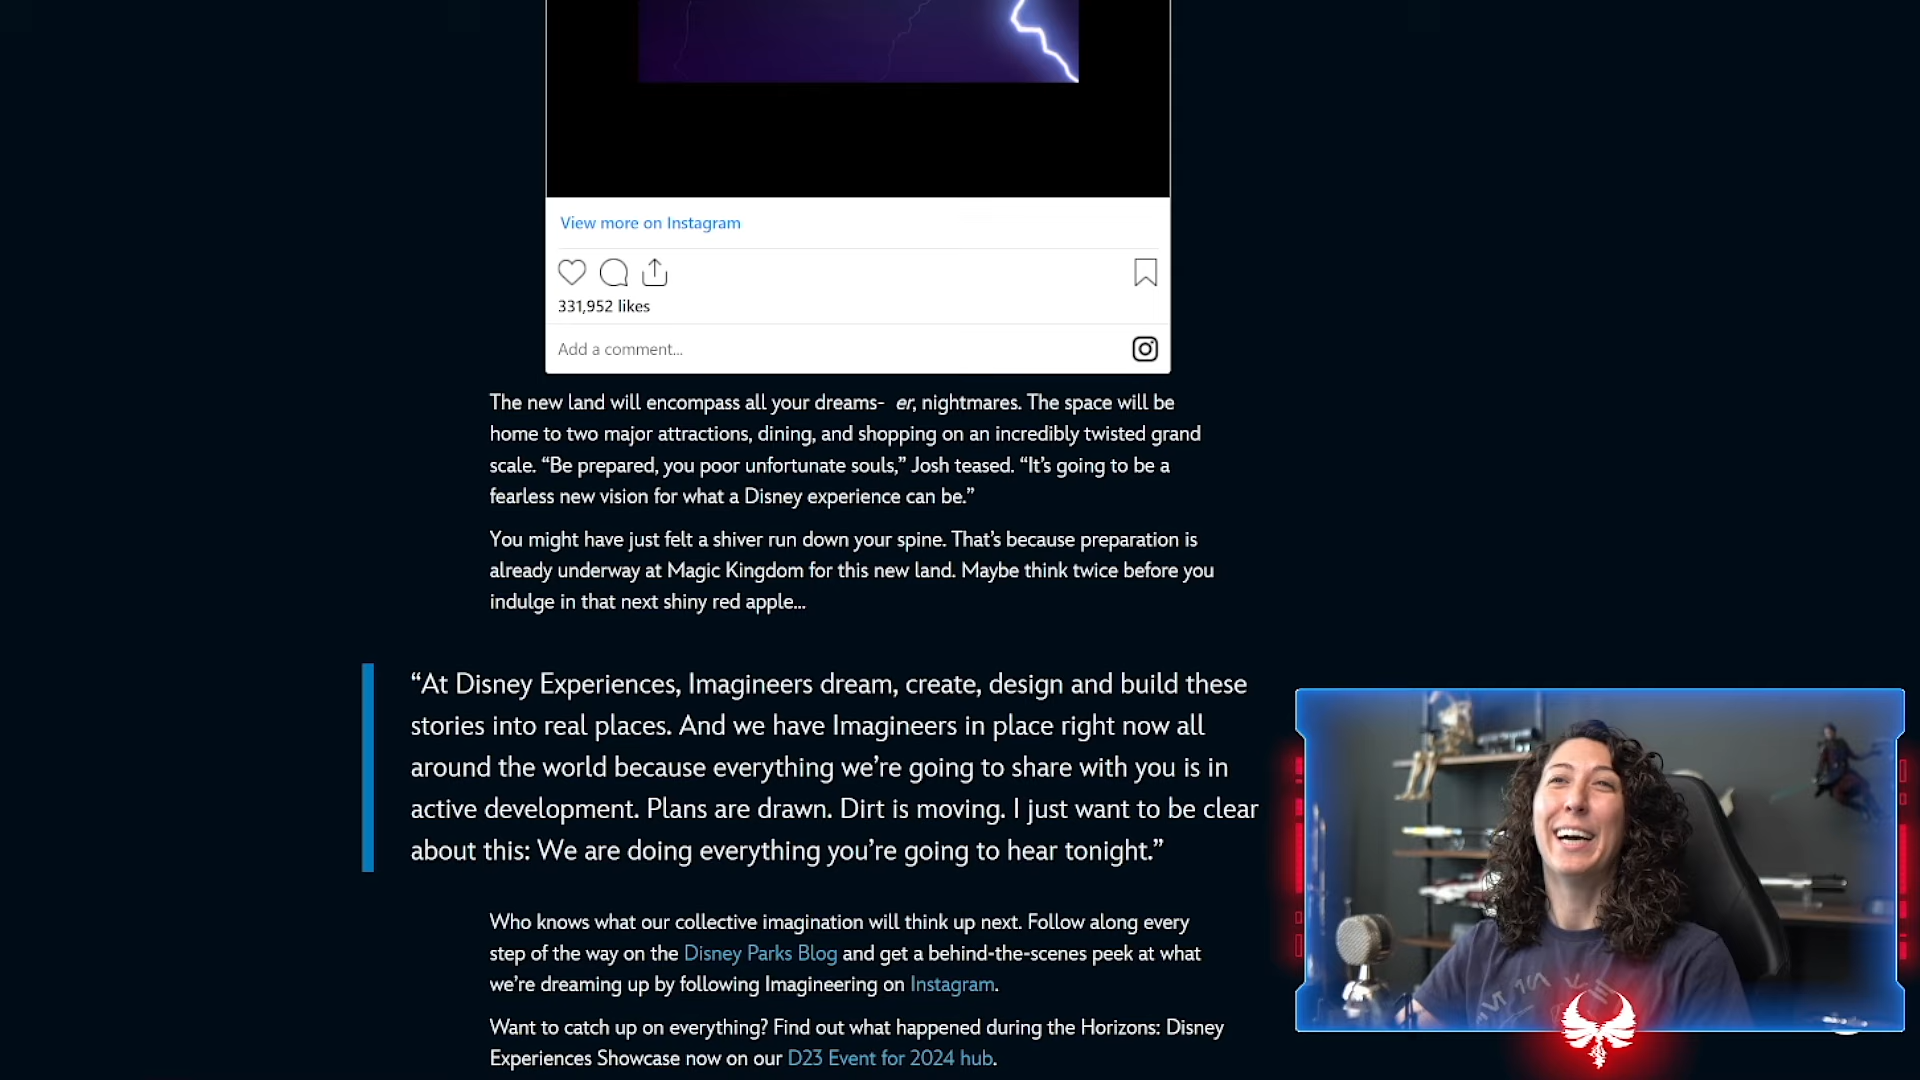 View more on Instagram
331,952 likes
Add a comment...
The new land will encompass all your dreams- er, nightmares. The space will be
home to two major attractions, dining, and shopping on an incredibly twisted grand
scale. “Be prepared, you poor unfortunate souls,” Josh teased. “It’s going to be a
fearless new vision for what a Disney experience can be.”
You might have just felt a shiver run down your spine. That’s because preparation is
already underway at Magic Kingdom for this new land. Maybe think twice before you
indulge in that next shiny red apple…
“At Disney Experiences, Imagineers dream, create, design and build these
stories into real places. And we have Imagineers in place right now all
around the world because everything we’re going to share with you is in
active development. Plans are drawn. Dirt is moving. I just want to be clear
about this: We are doing everything you’re going to hear tonight.”
Who knows what our collective imagination will think up next. Follow along every
step of the way on the Disney Parks Blog and get a behind-the-scenes peek at what
we’re dreaming up by following Imagineering on Instagram.
Want to catch up on everything? Find out what happened during the Horizons: Disney
Experiences Showcase now on our D23 Event for 2024 hub.